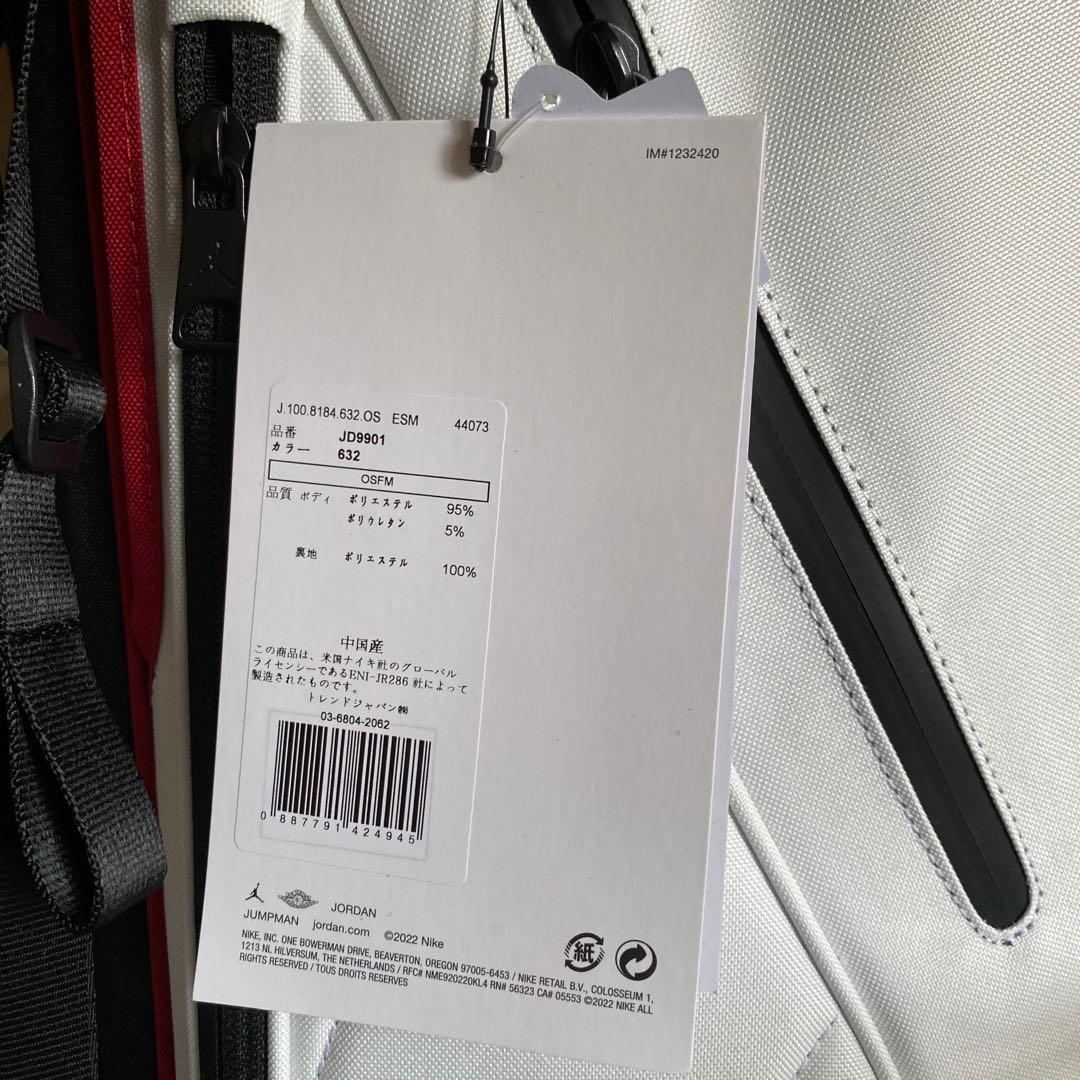 IM#1232420
J.100.8184.632.OS ESM 44073
品番 JD9901
カラー 632
OSFM
品質 ボディ ポリエステル 95%
ポリウレタン 5%
裏地 ポリエステル 100%
中国産
この商品は、米国ナイキ社のグローバル
ライセンシーであるENI-JR286 社によって
製造されたものです。
トレンドジャパン㈱
03-6804-2062
0 887791 424945
JORDAN
JUMPMAN jordan.com ©2022 Nike
NIKE, INC. ONE BOWERMAN DRIVE, BEAVERTON, OREGON 97005-6453 / NIKE RETAIL B.V., COLOSSEUM 1,
1213 NL HILVERSUM, THE NETHERLANDS / RFC# NME920220KL4 RN# 56323 CA# 05553 ©2022 NIKE ALL
RIGHTS RESERVED / TOUS DROITS RESERVES
紙